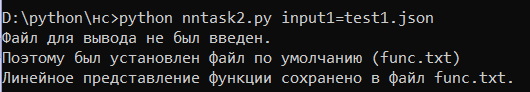 D:\python\нс>python nntask2.py input1=test1.json
Файл для вывода не был введен.
Поэтому был установлен файл по умолчанию (func.txt)
Линейное представление функции сохранено в файл func.txt.